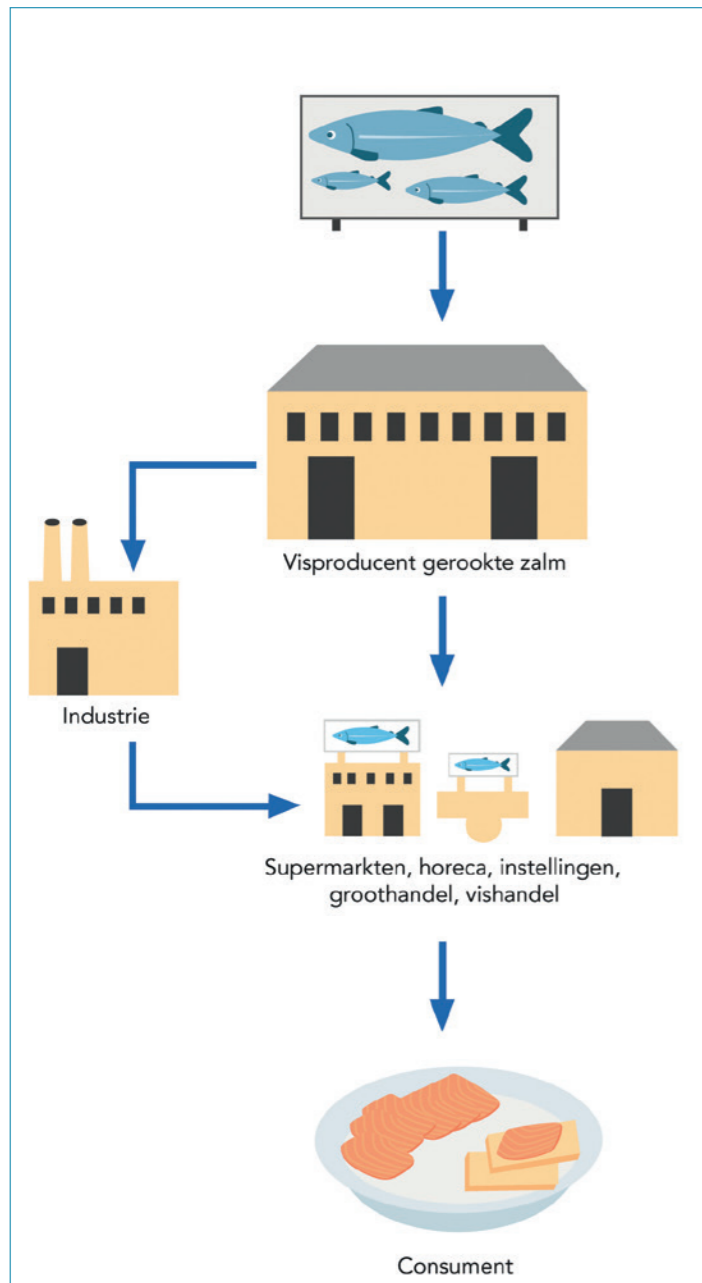 Visproducent gerookte zalm
Industrie
Supermarkten, horeca, instellingen,
groothandel, vishandel
Consument